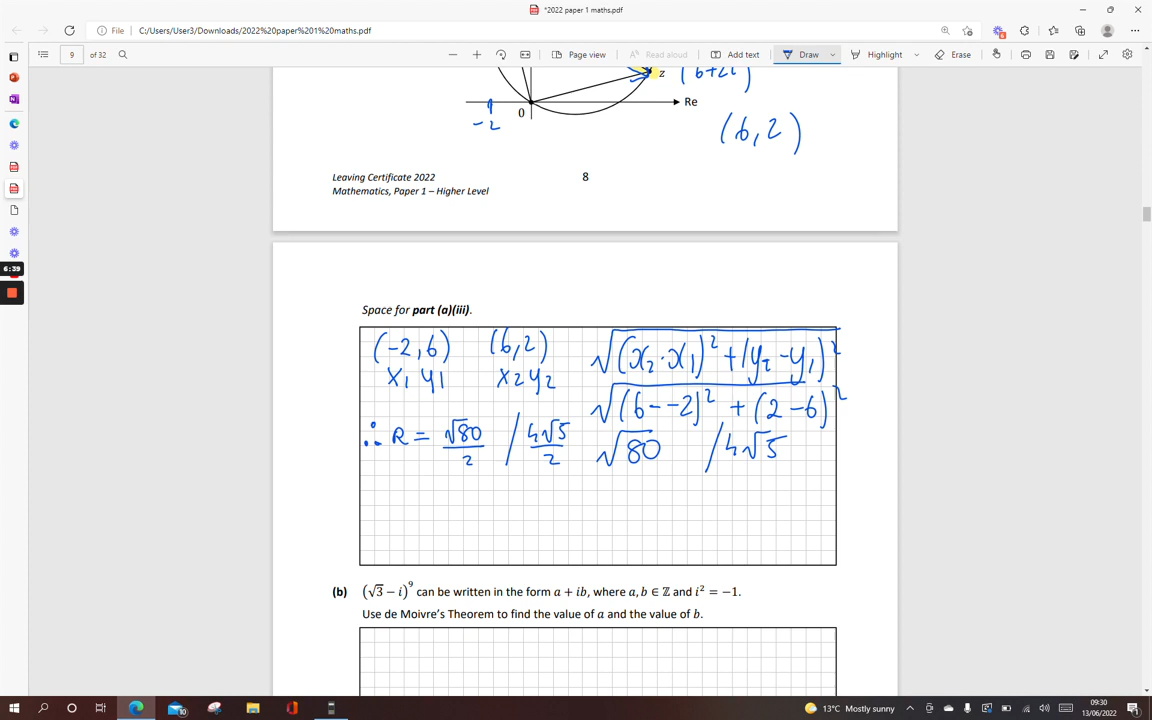 *2022 paper 1 maths.pdf
File C:/Users/User3/Downloads/2022%20paper%201%20maths.pdf
9 of 32 Page view Read aloud Add text Draw Highlight Erase
z (6+2i)
Re
0
-2
(6,2)
Leaving Certificate 2022
8
Mathematics, Paper 1 – Higher Level
6:39
Space for part (a)(iii).
(-2,6) (6,2) √(x₂-x₁)² + (y₂-y₁)²
x1 y1 x2 y2
√(6--2)² + (2-6)²
∴ R = √80/2 / 4√5/2 √80 / 4√5
(b) (√3 − i)⁹ can be written in the form a + ib, where a, b ∈ ℤ and i² = −1.
Use de Moivre's Theorem to find the value of a and the value of b.
10 13°C Mostly sunny 09:30
13/06/2022